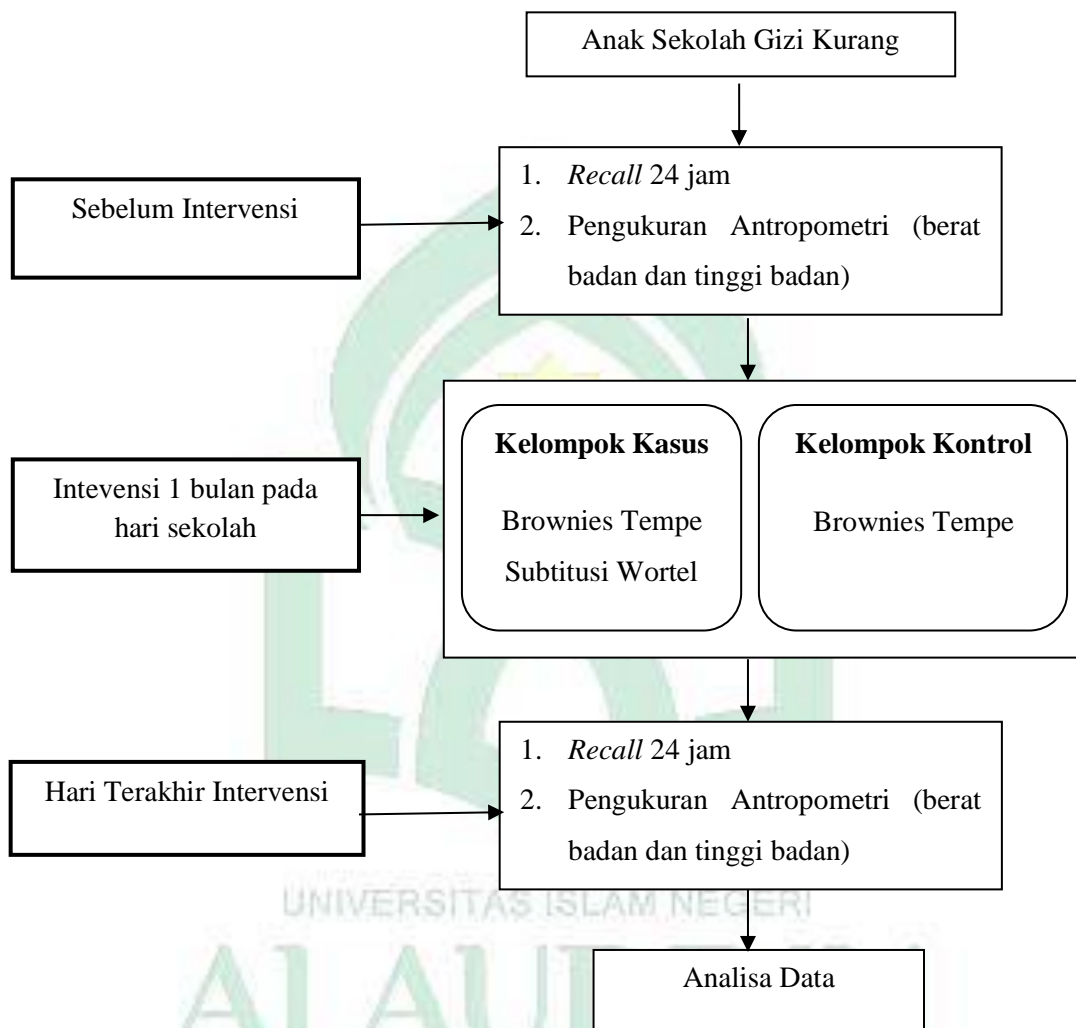 Anak Sekolah Gizi Kurang
Sebelum Intervensi
1. Recall 24 jam
2. Pengukuran Antropometri (berat
badan dan tinggi badan)
Intevensi 1 bulan pada
hari sekolah
Kelompok Kasus
Brownies Tempe
Subtitusi Wortel
Kelompok Kontrol
Brownies Tempe
Hari Terakhir Intervensi
1. Recall 24 jam
2. Pengukuran Antropometri (berat
badan dan tinggi badan)
UNIVERSITAS ISLAM NEGERI
Analisa Data